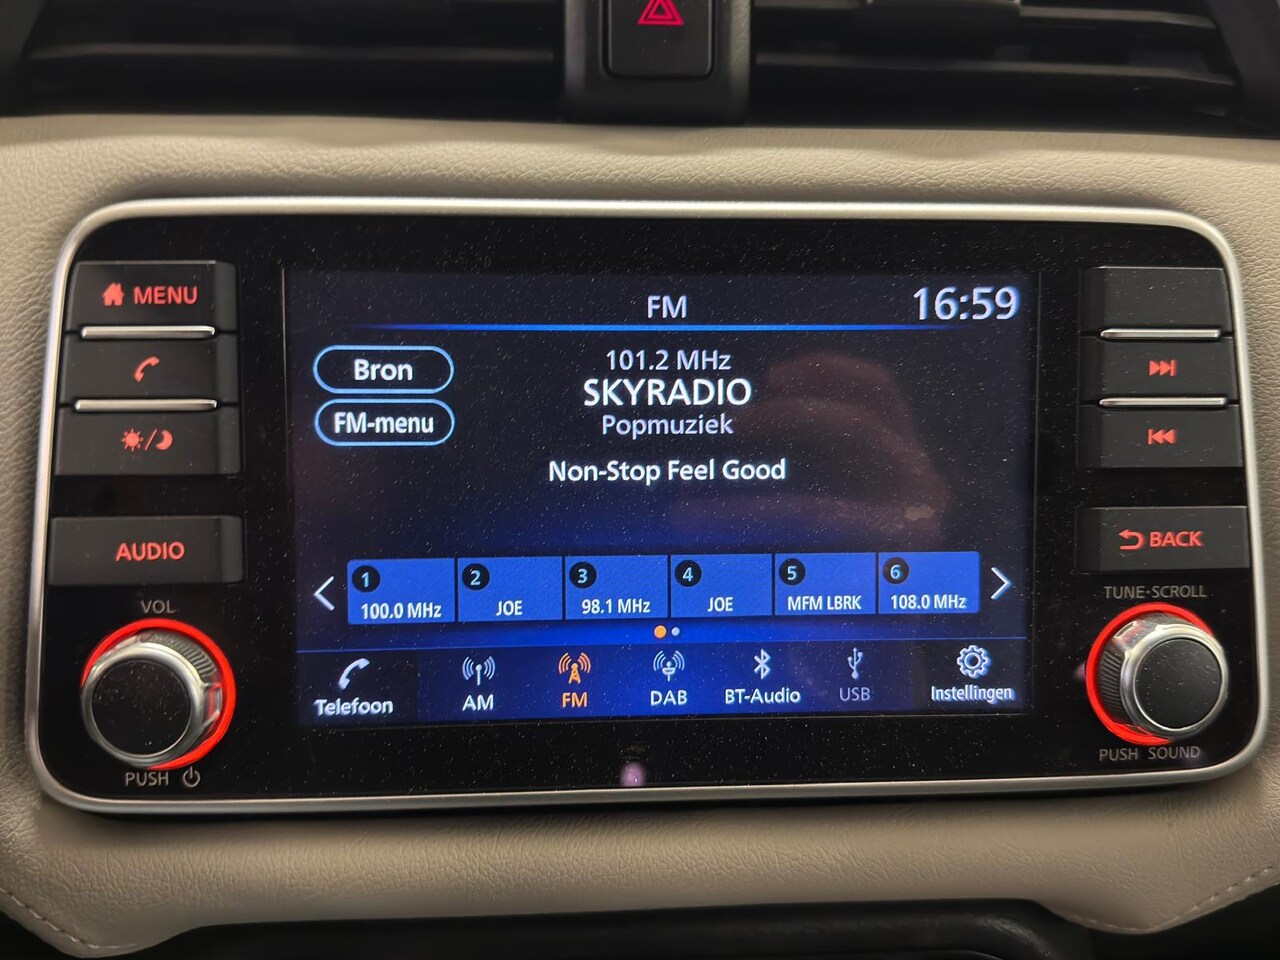 MENU
AUDIO
VOL
PUSH
FM
16:59
Bron
FM-menu
101.2 MHz
SKYRADIO
Popmuziek
Non-Stop Feel Good
1
100.0 MHz
2
JOE
3
98.1 MHz
4
JOE
5
MFM LBRK
6
108.0 MHz
Telefoon
AM
FM
DAB
BT-Audio
USB
Instellingen
BACK
TUNE·SCROLL
PUSH SOUND